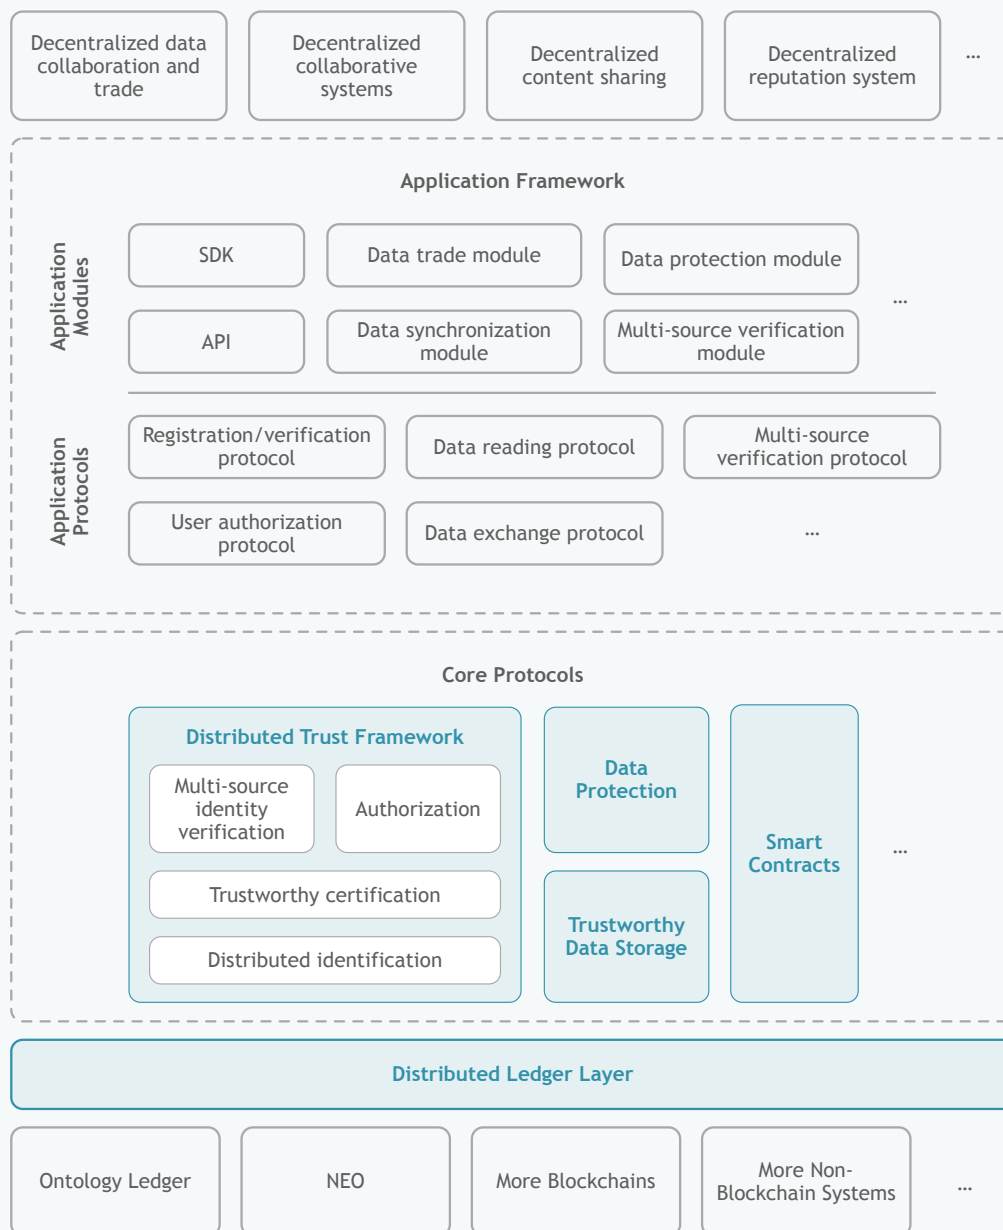 Decentralized data
collaboration and
trade
Decentralized
collaborative
systems
Decentralized
content sharing
Decentralized
reputation system
...
Application Framework
Application
Modules
SDK
Data trade module
Data protection module
API
Data synchronization
module
Multi-source verification
module
...
Application
Protocols
Registration/verification
protocol
Data reading protocol
Multi-source
verification protocol
User authorization
protocol
Data exchange protocol
...
Core Protocols
Distributed Trust Framework
Multi-source
identity
verification
Authorization
Trustworthy certification
Distributed identification
Data
Protection
Trustworthy
Data Storage
Smart
Contracts
...
Distributed Ledger Layer
Ontology Ledger
NEO
More Blockchains
More Non-
Blockchain Systems
...